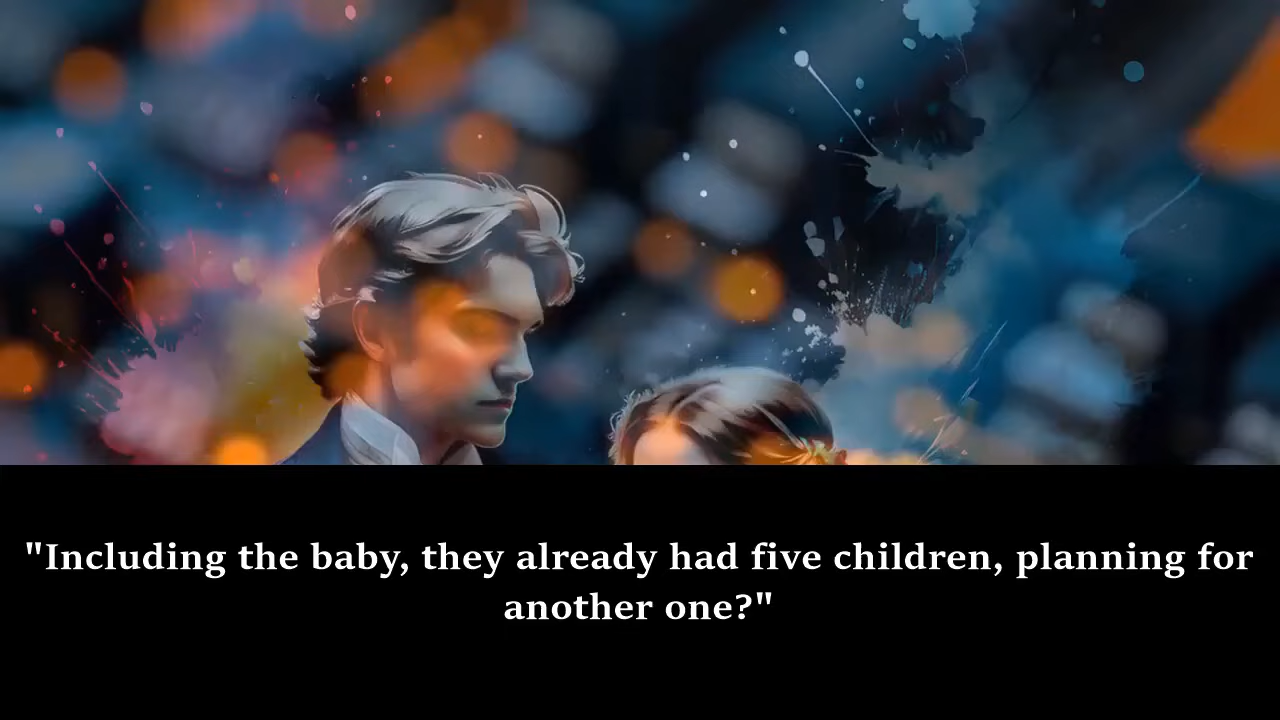 "Including the baby, they already had five children, planning for
another one?"